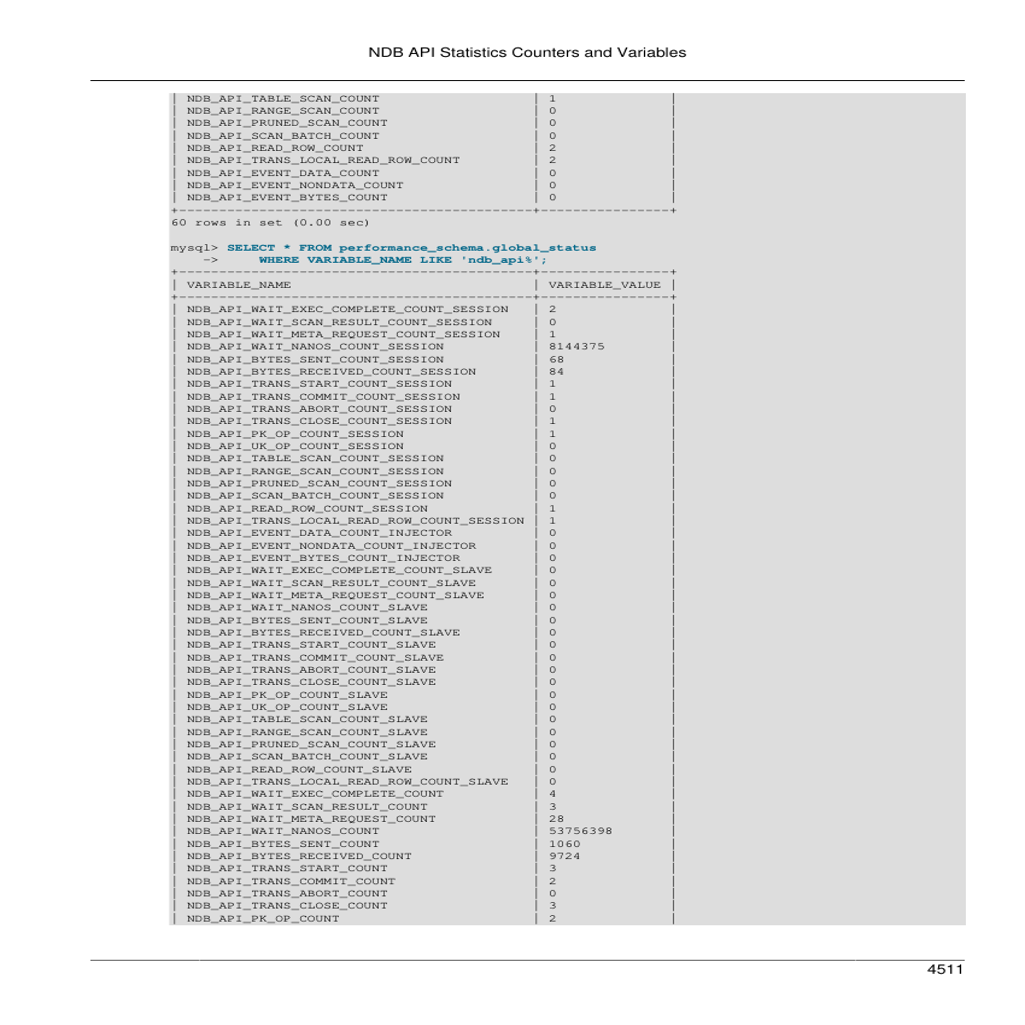 NDB API Statistics Counters and Variables
| NDB_API_TABLE_SCAN_COUNT | 1 |
| NDB_API_RANGE_SCAN_COUNT | 0 |
| NDB_API_PRUNED_SCAN_COUNT | 0 |
| NDB_API_SCAN_BATCH_COUNT | 0 |
| NDB_API_READ_ROW_COUNT | 2 |
| NDB_API_TRANS_LOCAL_READ_ROW_COUNT | 2 |
| NDB_API_EVENT_DATA_COUNT | 0 |
| NDB_API_EVENT_NONDATA_COUNT | 0 |
| NDB_API_EVENT_BYTES_COUNT | 0 |
+--------------------------------------------+----------------+
60 rows in set (0.00 sec)
mysql> SELECT * FROM performance_schema.global_status
-> WHERE VARIABLE_NAME LIKE 'ndb_api%';
+--------------------------------------------+----------------+
| VARIABLE_NAME | VARIABLE_VALUE |
+--------------------------------------------+----------------+
| NDB_API_WAIT_EXEC_COMPLETE_COUNT_SESSION | 2 |
| NDB_API_WAIT_SCAN_RESULT_COUNT_SESSION | 0 |
| NDB_API_WAIT_META_REQUEST_COUNT_SESSION | 1 |
| NDB_API_WAIT_NANOS_COUNT_SESSION | 8144375 |
| NDB_API_BYTES_SENT_COUNT_SESSION | 68 |
| NDB_API_BYTES_RECEIVED_COUNT_SESSION | 84 |
| NDB_API_TRANS_START_COUNT_SESSION | 1 |
| NDB_API_TRANS_COMMIT_COUNT_SESSION | 1 |
| NDB_API_TRANS_ABORT_COUNT_SESSION | 0 |
| NDB_API_TRANS_CLOSE_COUNT_SESSION | 1 |
| NDB_API_PK_OP_COUNT_SESSION | 1 |
| NDB_API_UK_OP_COUNT_SESSION | 0 |
| NDB_API_TABLE_SCAN_COUNT_SESSION | 0 |
| NDB_API_RANGE_SCAN_COUNT_SESSION | 0 |
| NDB_API_PRUNED_SCAN_COUNT_SESSION | 0 |
| NDB_API_SCAN_BATCH_COUNT_SESSION | 0 |
| NDB_API_READ_ROW_COUNT_SESSION | 1 |
| NDB_API_TRANS_LOCAL_READ_ROW_COUNT_SESSION | 1 |
| NDB_API_EVENT_DATA_COUNT_INJECTOR | 0 |
| NDB_API_EVENT_NONDATA_COUNT_INJECTOR | 0 |
| NDB_API_EVENT_BYTES_COUNT_INJECTOR | 0 |
| NDB_API_WAIT_EXEC_COMPLETE_COUNT_SLAVE | 0 |
| NDB_API_WAIT_SCAN_RESULT_COUNT_SLAVE | 0 |
| NDB_API_WAIT_META_REQUEST_COUNT_SLAVE | 0 |
| NDB_API_WAIT_NANOS_COUNT_SLAVE | 0 |
| NDB_API_BYTES_SENT_COUNT_SLAVE | 0 |
| NDB_API_BYTES_RECEIVED_COUNT_SLAVE | 0 |
| NDB_API_TRANS_START_COUNT_SLAVE | 0 |
| NDB_API_TRANS_COMMIT_COUNT_SLAVE | 0 |
| NDB_API_TRANS_ABORT_COUNT_SLAVE | 0 |
| NDB_API_TRANS_CLOSE_COUNT_SLAVE | 0 |
| NDB_API_PK_OP_COUNT_SLAVE | 0 |
| NDB_API_UK_OP_COUNT_SLAVE | 0 |
| NDB_API_TABLE_SCAN_COUNT_SLAVE | 0 |
| NDB_API_RANGE_SCAN_COUNT_SLAVE | 0 |
| NDB_API_PRUNED_SCAN_COUNT_SLAVE | 0 |
| NDB_API_SCAN_BATCH_COUNT_SLAVE | 0 |
| NDB_API_READ_ROW_COUNT_SLAVE | 0 |
| NDB_API_TRANS_LOCAL_READ_ROW_COUNT_SLAVE | 0 |
| NDB_API_WAIT_EXEC_COMPLETE_COUNT | 4 |
| NDB_API_WAIT_SCAN_RESULT_COUNT | 3 |
| NDB_API_WAIT_META_REQUEST_COUNT | 28 |
| NDB_API_WAIT_NANOS_COUNT | 53756398 |
| NDB_API_BYTES_SENT_COUNT | 1060 |
| NDB_API_BYTES_RECEIVED_COUNT | 9724 |
| NDB_API_TRANS_START_COUNT | 3 |
| NDB_API_TRANS_COMMIT_COUNT | 2 |
| NDB_API_TRANS_ABORT_COUNT | 0 |
| NDB_API_TRANS_CLOSE_COUNT | 3 |
| NDB_API_PK_OP_COUNT | 2 |
4511